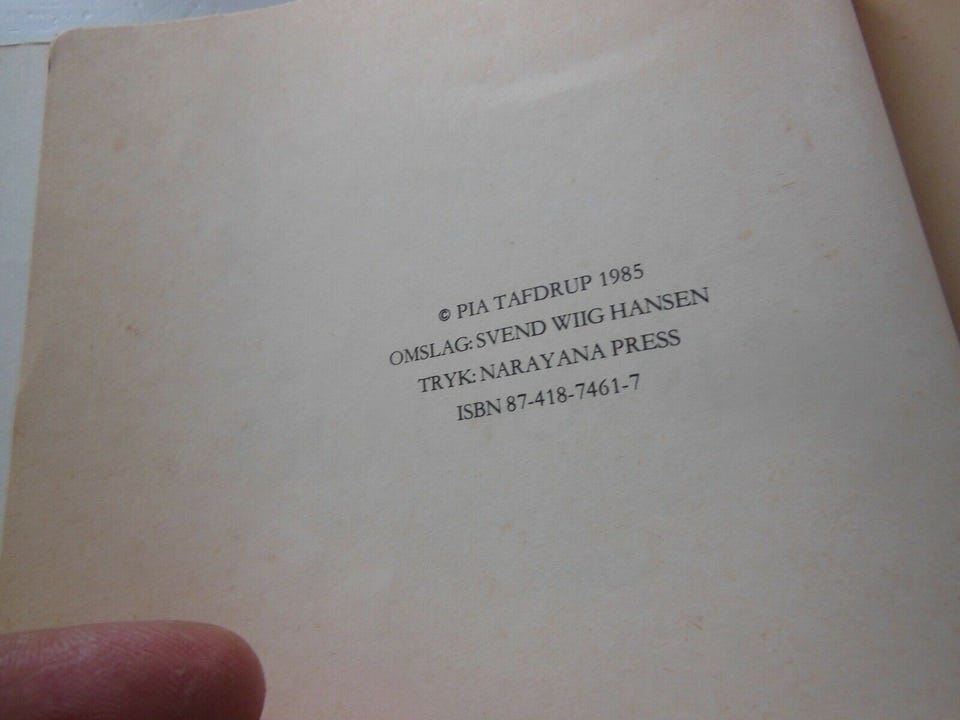 © PIA TAFDRUP 1985
OMSLAG: SVEND WIIG HANSEN
TRYK: NARAYANA PRESS
ISBN 87-418-7461-7